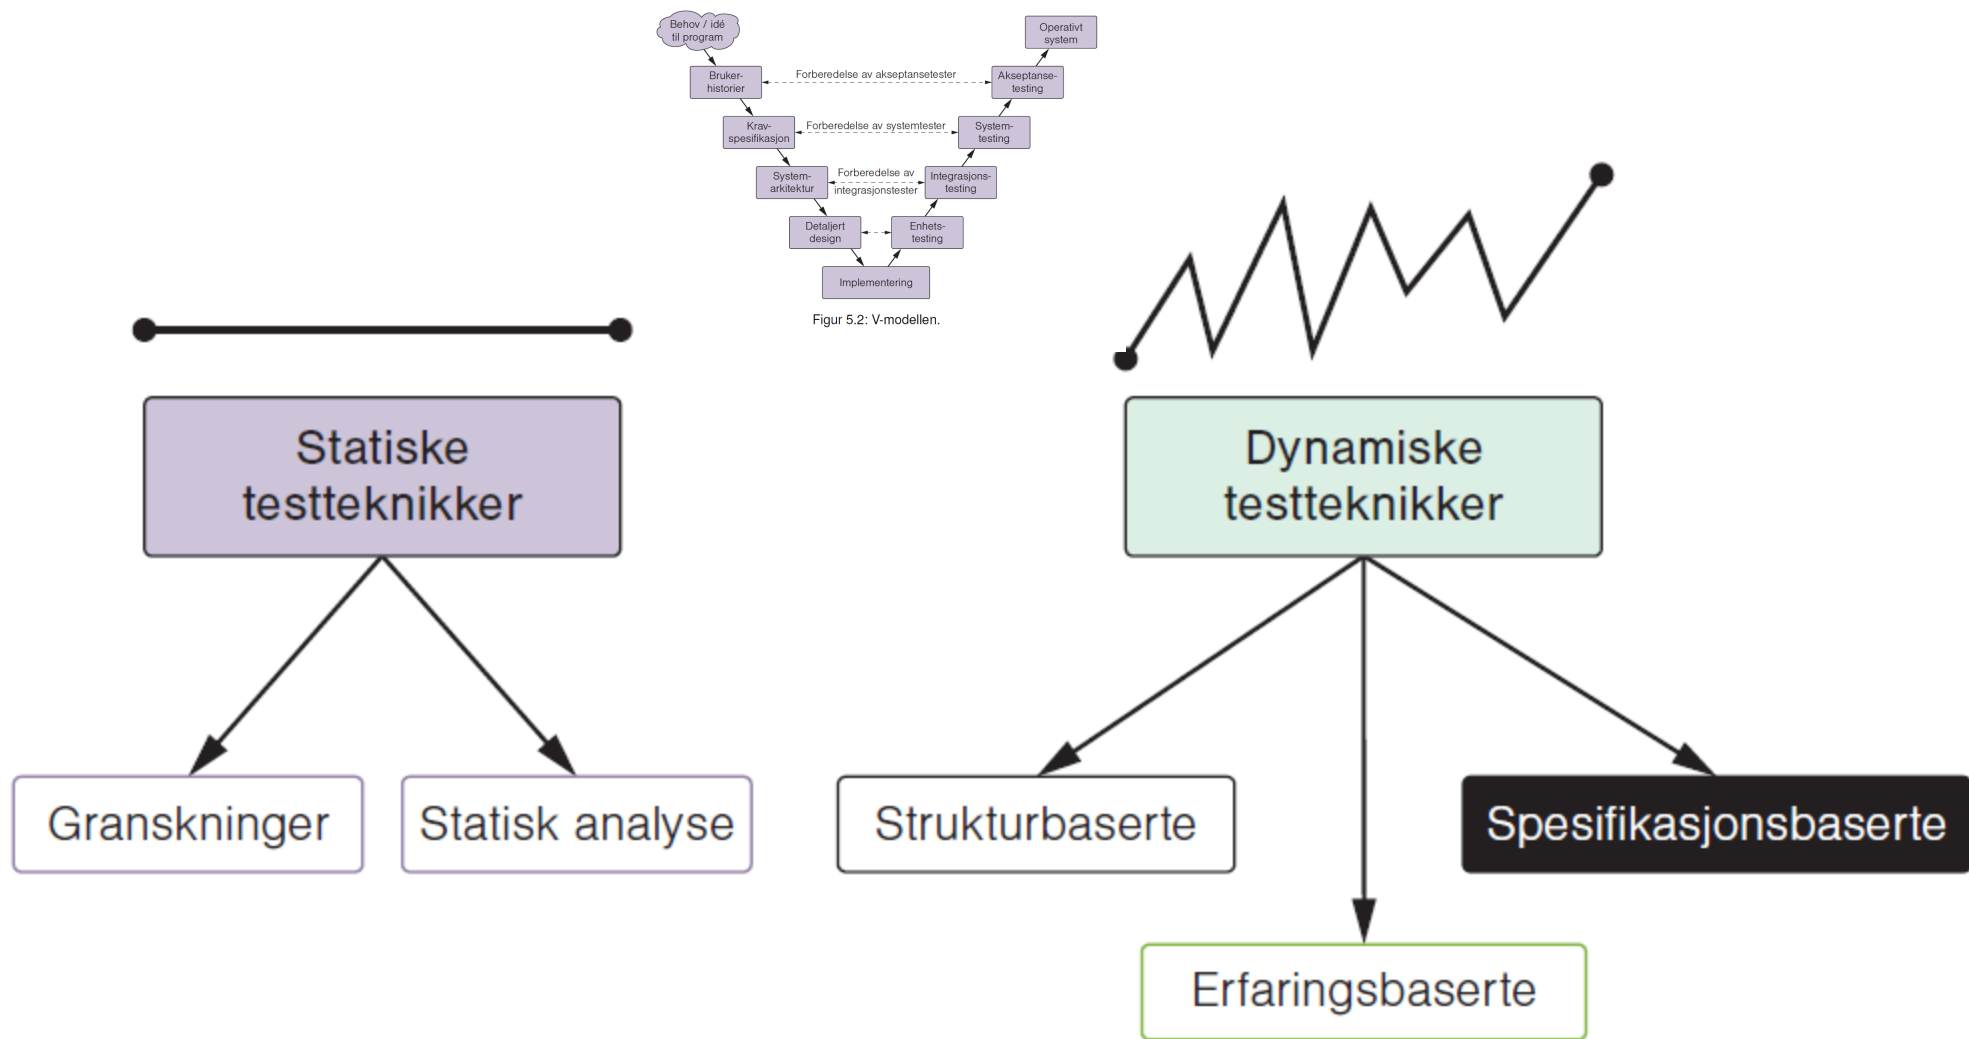 Behov / idé
til program
Operativt
system
Bruker-
historier
Forberedelse av akseptansetester
Akseptanse-
testing
Krav-
spesifikasjon
Forberedelse av systemtester
System-
testing
System-
arkitektur
Forberedelse av
integrasjonstester
Integrasjons-
testing
Detaljert
design
Enhets-
testing
Implementering
Figur 5.2: V-modellen.
Statiske
testteknikker
Dynamiske
testteknikker
Granskninger
Statisk analyse
Strukturbaserte
Spesifikasjonsbaserte
Erfaringsbaserte